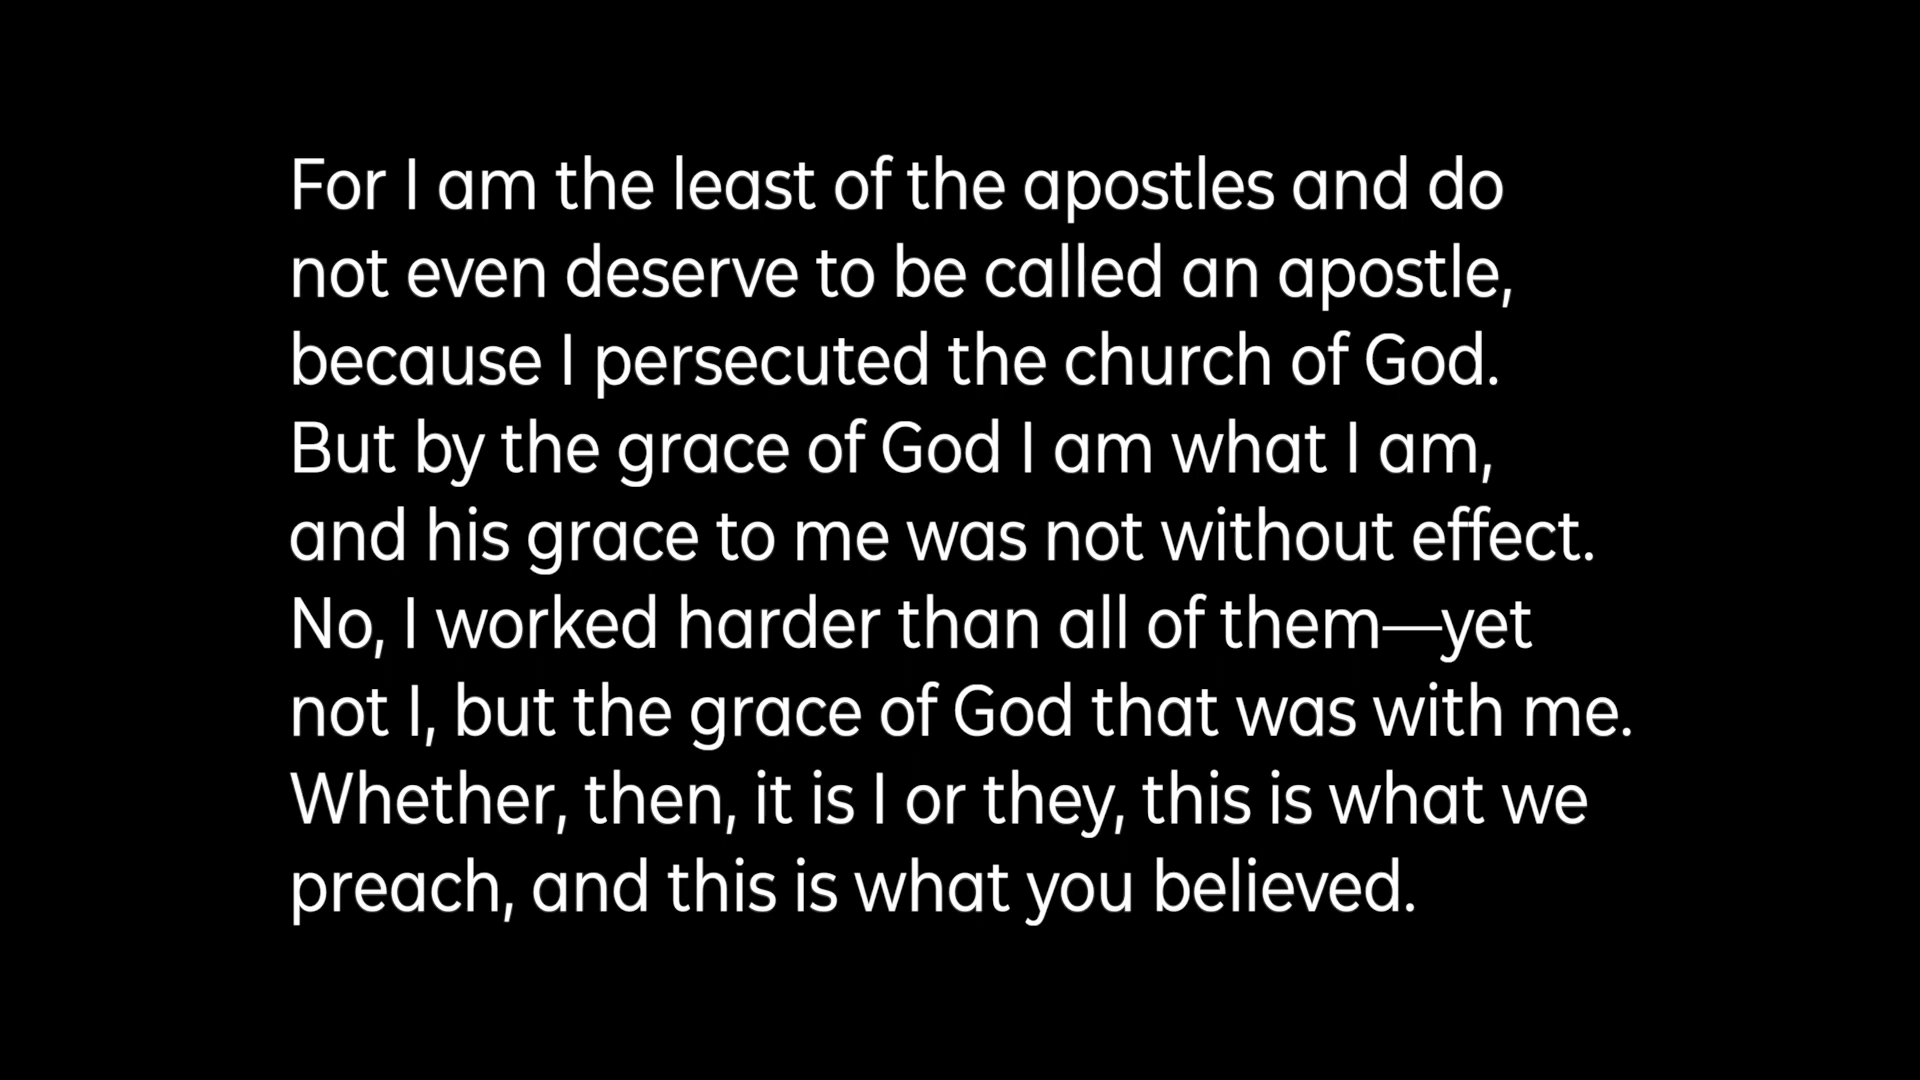 For I am the least of the apostles and do
not even deserve to be called an apostle,
because I persecuted the church of God.
But by the grace of God I am what I am,
and his grace to me was not without effect.
No, I worked harder than all of them—yet
not I, but the grace of God that was with me.
Whether, then, it is I or they, this is what we
preach, and this is what you believed.